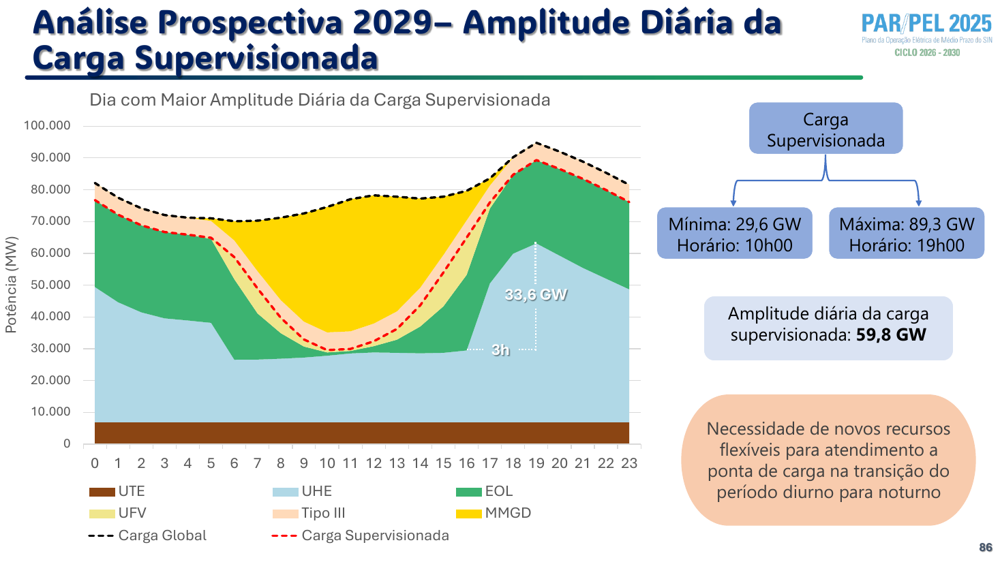 Análise Prospectiva 2029– Amplitude Diária da
Carga Supervisionada
PAR/PEL 2025
Plano da Operação Elétrica de Médio Prazo do SIN
CICLO 2026 - 2030
Dia com Maior Amplitude Diária da Carga Supervisionada
Potência (MW)
100.000
90.000
80.000
70.000
60.000
50.000
40.000
30.000
20.000
10.000
0
33,6 GW
3h
0 1 2 3 4 5 6 7 8 9 10 11 12 13 14 15 16 17 18 19 20 21 22 23
UTE UHE EOL
UFV Tipo III MMGD
Carga Global Carga Supervisionada
Carga
Supervisionada
Mínima: 29,6 GW
Horário: 10h00
Máxima: 89,3 GW
Horário: 19h00
Amplitude diária da carga
supervisionada: 59,8 GW
Necessidade de novos recursos
flexíveis para atendimento a
ponta de carga na transição do
período diurno para noturno
86